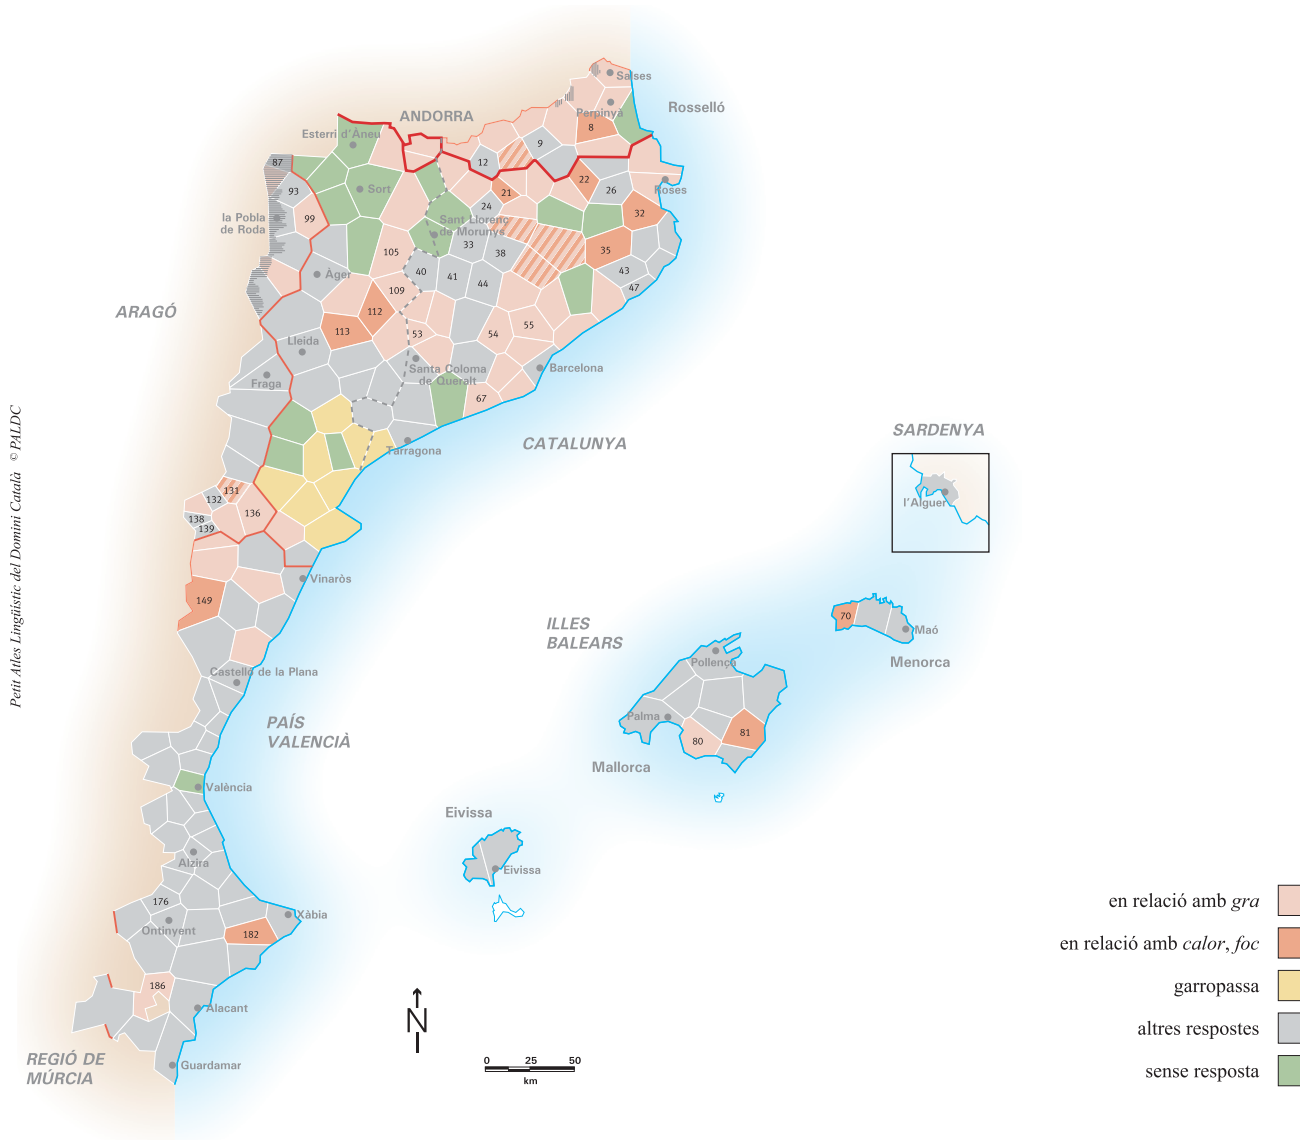 Salses
Rosselló
Perpinyà
8
ANDORRA
Esterri d'Àneu
9
12
87
93
Sort
22
26
Roses
21
24
32
99
la Pobla
de Roda
Sant Llorenç
de Morunys
33
38
35
105
43
47
40
41
44
Àger
109
ARAGÓ
112
113
53
54
55
Lleida
Santa Coloma
de Queralt
Barcelona
Fraga
67
Tarragona
CATALUNYA
SARDENYA
l'Alguer
131
132
136
138
139
Vinaròs
149
ILLES
BALEARS
70
Maó
Menorca
Pollença
Castelló de la Plana
Palma
80
81
PAÍS
VALENCIÀ
Mallorca
València
Eivissa
Eivissa
Alzira
176
Xàbia
Ontinyent
182
186
Alacant
REGIÓ DE
MÚRCIA
Guardamar
N
0 25 50
km
en relació amb gra
en relació amb calor, foc
garropassa
altres respostes
sense resposta
Petit Atles Lingüístic del Domini Català © PALDC